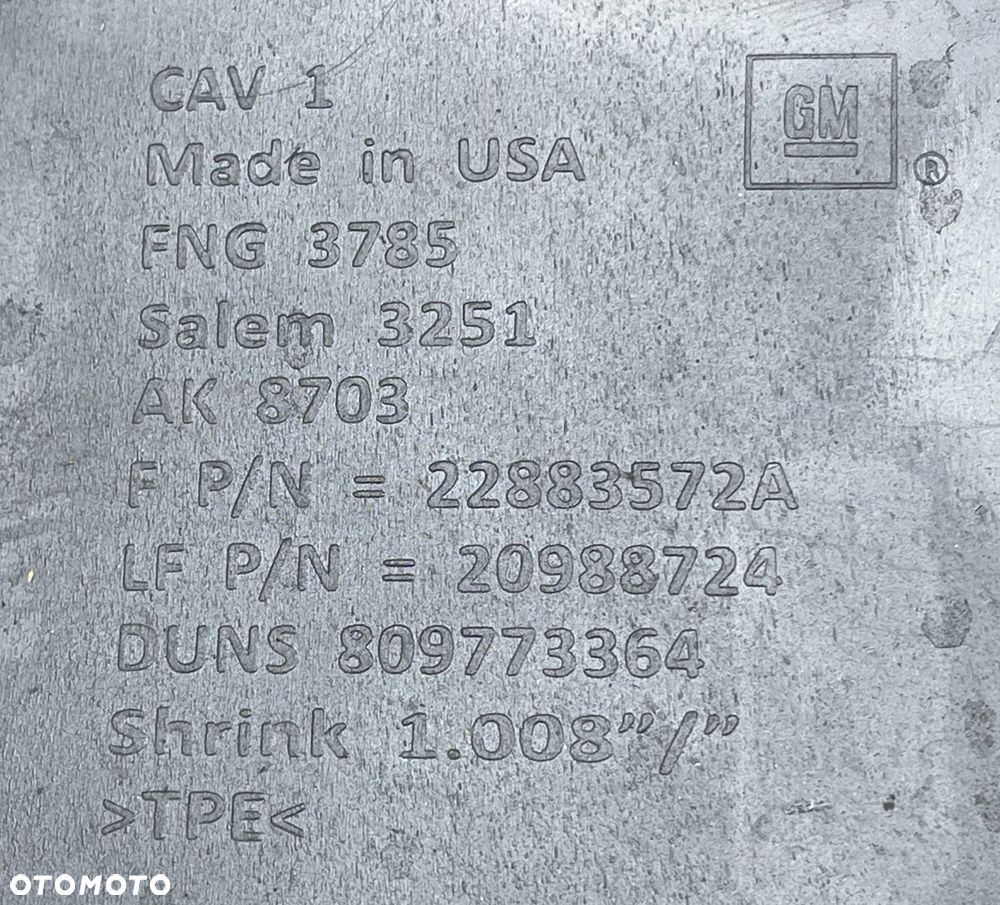 CAV 1
GM
®
Made in USA
FNG 3785
Salem 3251
AK 8703
F P/N = 22883572A
LF P/N = 20988724
DUNS 809773364
Shrink 1.008”/”
>TPE<
OTOMOTO